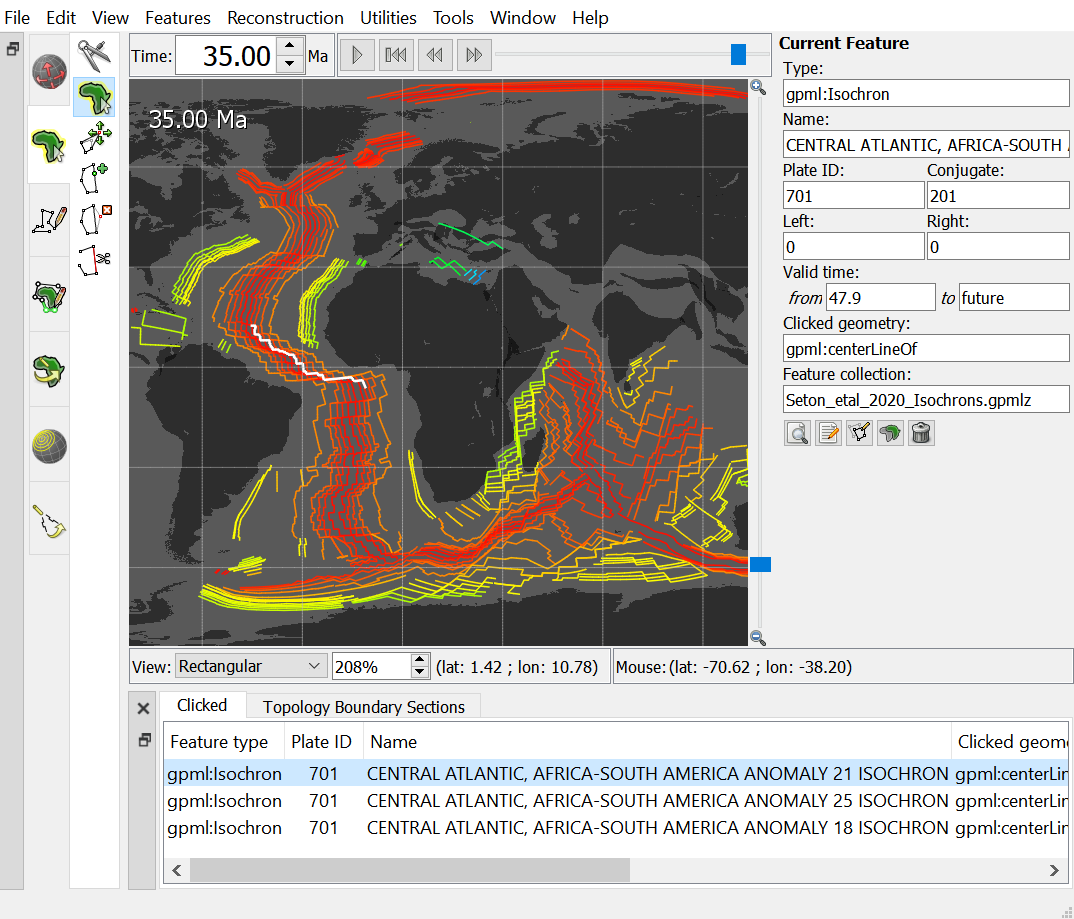 File Edit View Features Reconstruction Utilities Tools Window Help
Time: 35.00 Ma
35.00 Ma
Current Feature
Type:
gpml:Isochron
Name:
CENTRAL ATLANTIC, AFRICA-SOUTH
Plate ID: Conjugate:
701 201
Left: Right:
0 0
Valid time:
from 47.9 to future
Clicked geometry:
gpml:centerLineOf
Feature collection:
Seton_etal_2020_Isochrons.gpmlz
View: Rectangular 208% (lat: 1.42 ; lon: 10.78) Mouse: (lat: -70.62 ; lon: -38.20)
Clicked Topology Boundary Sections
Feature type Plate ID Name Clicked geom
gpml:Isochron 701 CENTRAL ATLANTIC, AFRICA-SOUTH AMERICA ANOMALY 21 ISOCHRON gpml:centerLin
gpml:Isochron 701 CENTRAL ATLANTIC, AFRICA-SOUTH AMERICA ANOMALY 25 ISOCHRON gpml:centerLin
gpml:Isochron 701 CENTRAL ATLANTIC, AFRICA-SOUTH AMERICA ANOMALY 18 ISOCHRON gpml:centerLin